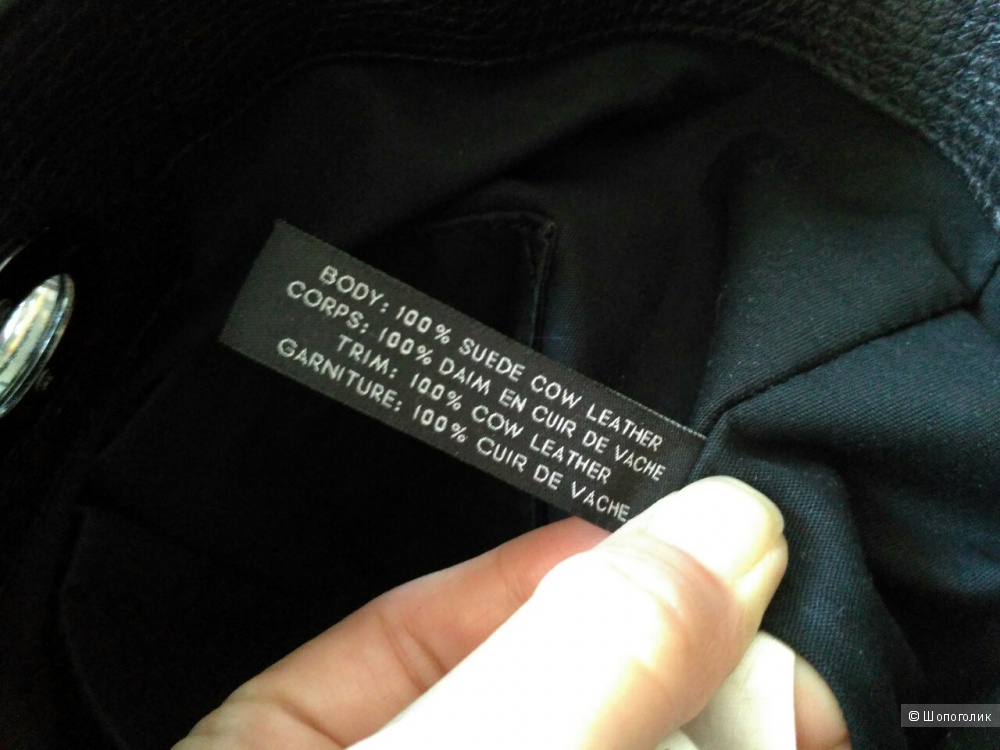 BODY: 100% SUEDE COW LEATHER
CORPS: 100% DAIM EN CUIR DE VACHE
TRIM: 100% COW LEATHER
GARNITURE: 100% CUIR DE VACHE
© Шопоголик